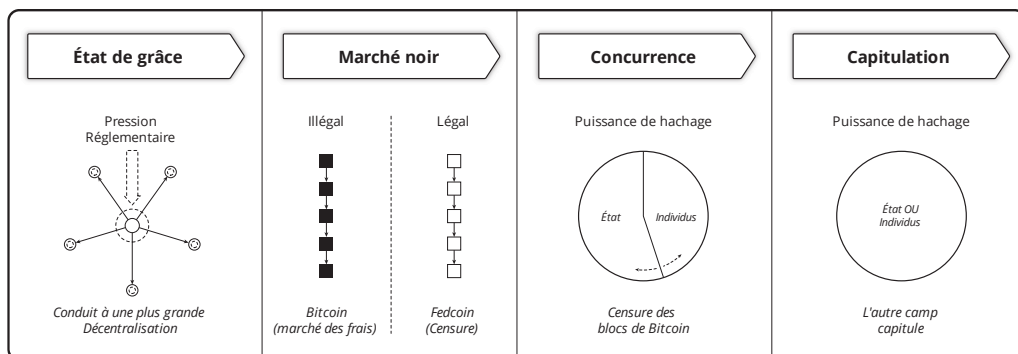 État de grâce
Pression
Réglementaire
Conduit à une plus grande
Décentralisation
Marché noir
Illégal
Légal
Bitcoin
(marché des frais)
Fedcoin
(Censure)
Concurrence
Puissance de hachage
État
Individus
Censure des
blocs de Bitcoin
Capitulation
Puissance de hachage
État OU
Individus
L'autre camp
capitule